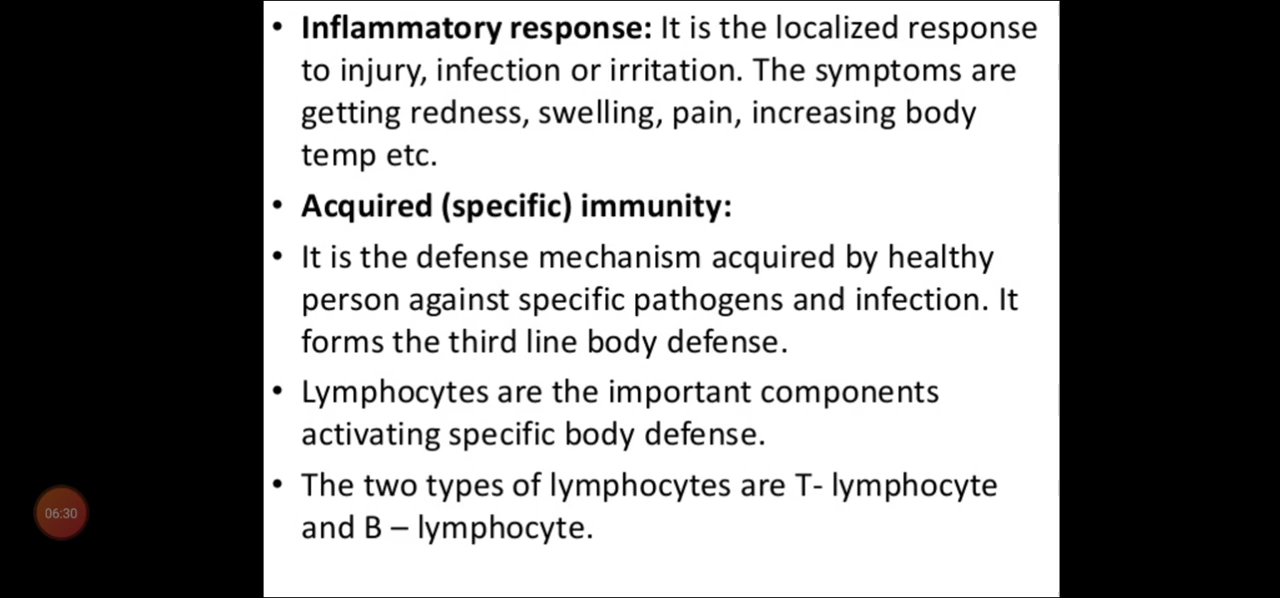 • Inflammatory response: It is the localized response
to injury, infection or irritation. The symptoms are
getting redness, swelling, pain, increasing body
temp etc.
• Acquired (specific) immunity:
• It is the defense mechanism acquired by healthy
person against specific pathogens and infection. It
forms the third line body defense.
• Lymphocytes are the important components
activating specific body defense.
• The two types of lymphocytes are T- lymphocyte
and B – lymphocyte.
06:30